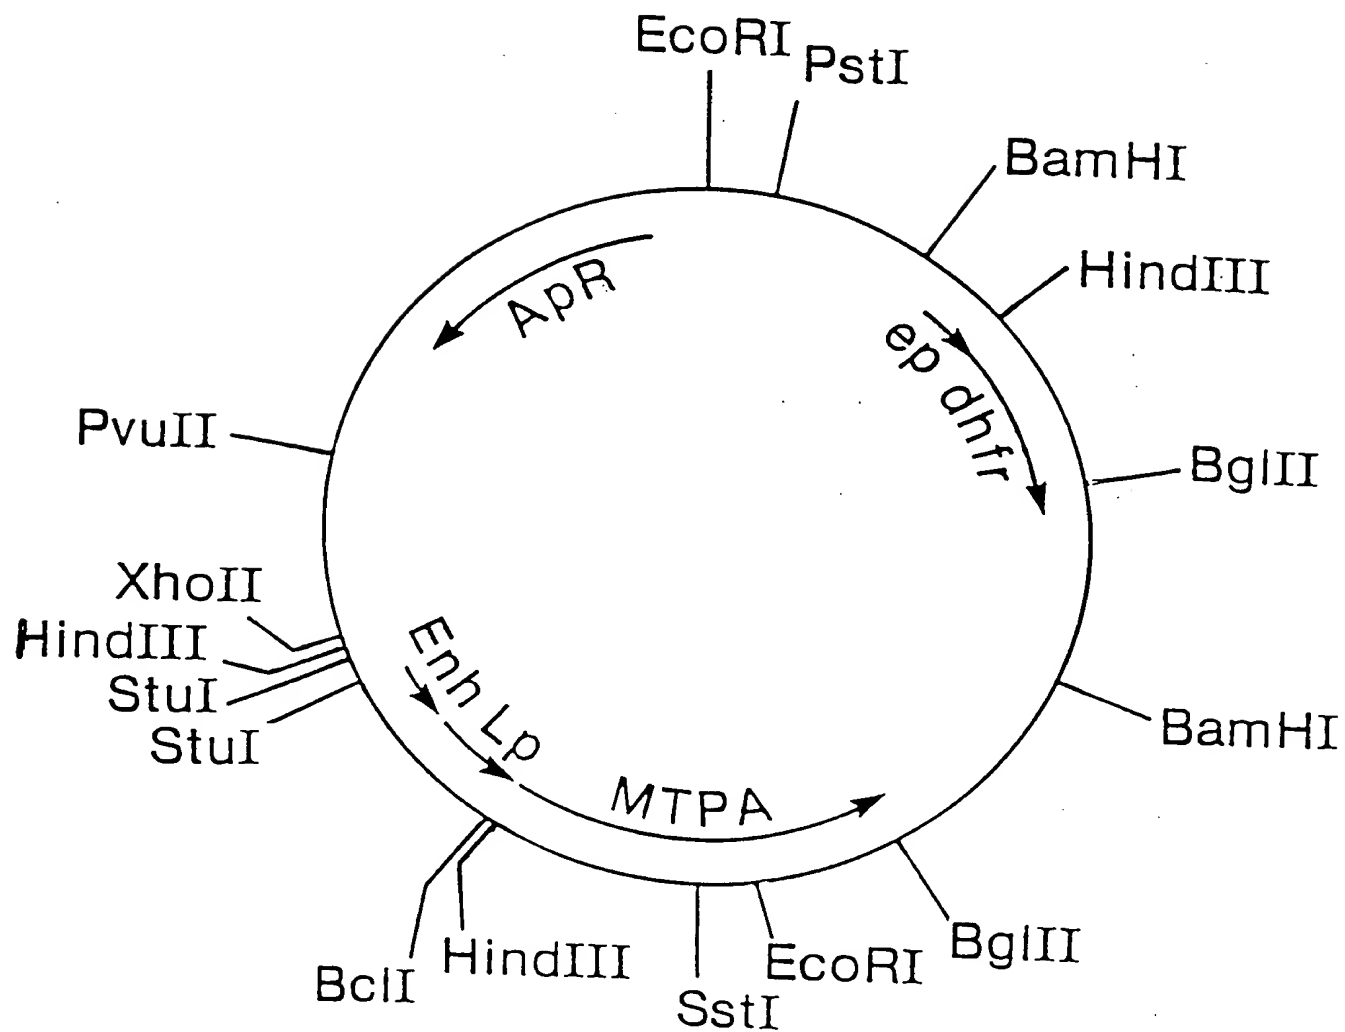 EcoRI
PstI
BamHI
HindIII
BglII
BamHI
BglII
EcoRI
SstI
HindIII
BclI
StuI
StuI
HindIII
XhoII
PvuII
ApR
ep dhfr
Enh Lp
MTPA